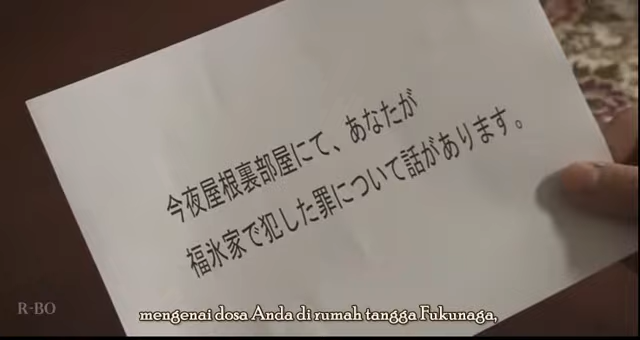 今夜屋根裏部屋にて、あなたが
福氷家で犯した罪について話があります。
R-BO
mengenai dosa Anda di rumah tangga Fukunaga,